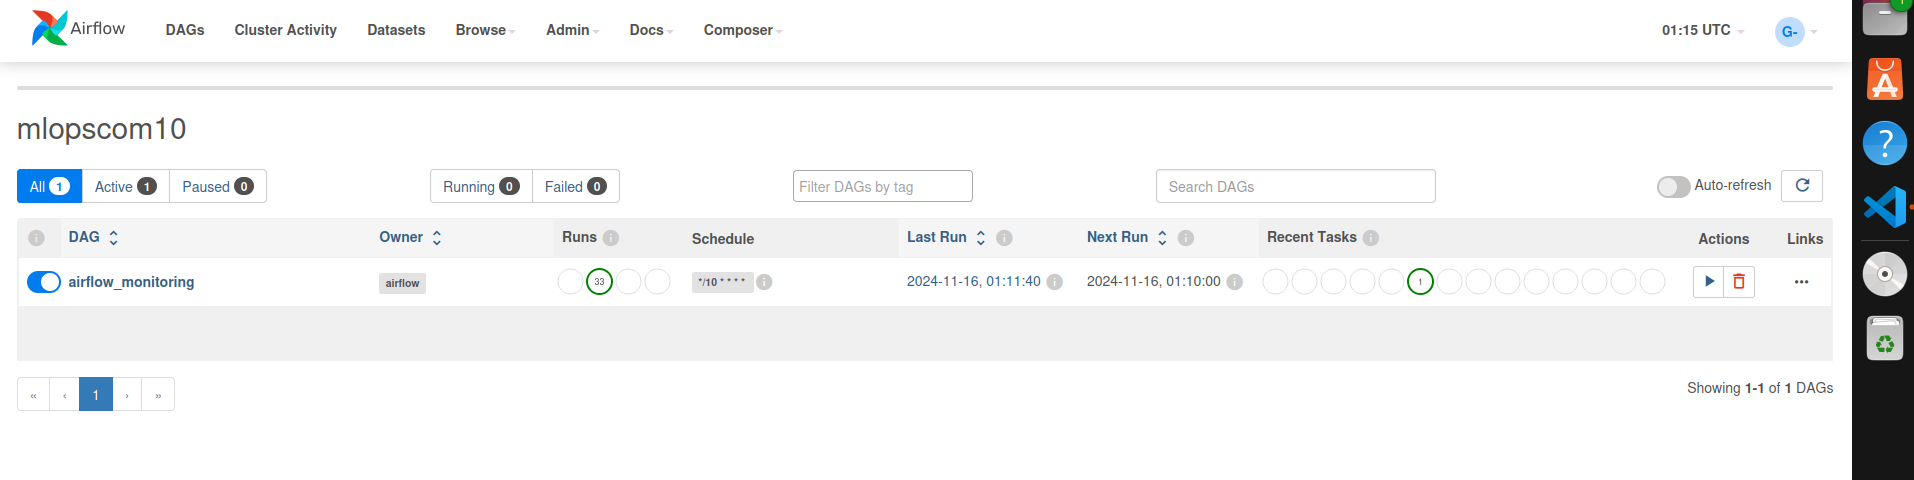 Airflow DAGs Cluster Activity Datasets Browse Admin Docs Composer 01:15 UTC G-
mlopscom10
All 1 Active 1 Paused 0 Running 0 Failed 0 Filter DAGs by tag Search DAGs Auto-refresh
DAG Owner Runs Schedule Last Run Next Run Recent Tasks Actions Links
airflow_monitoring airflow 33 */10 * * * * 2024-11-16, 01:11:40 2024-11-16, 01:10:00 1 ...
« ‹ 1 › » Showing 1-1 of 1 DAGs